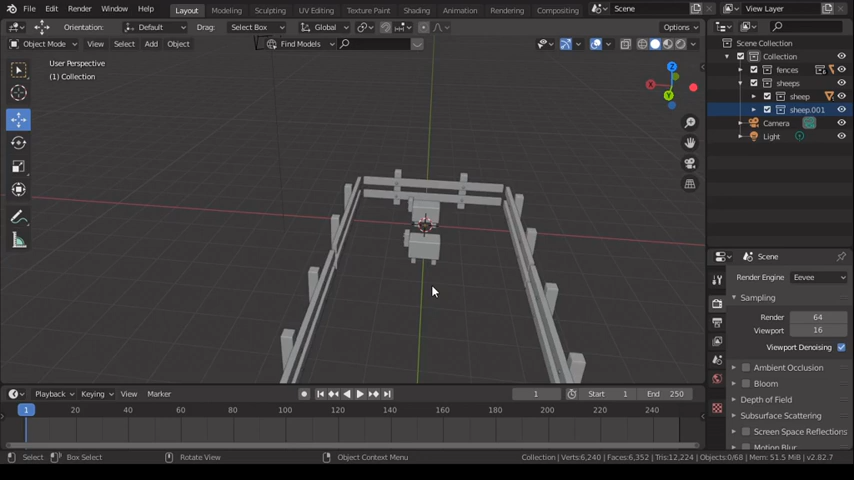 File Edit Render Window Help Layout Modeling Sculpting UV Editing Texture Paint Shading Animation Rendering Compositing Scene View Layer
Orientation: Default Drag: Select Box Global Options
Object Mode View Select Add Object Find Models
User Perspective
(1) Collection
X
Y
Z
Scene Collection
Collection
fences
sheeps
sheep
sheep.001
Camera
Light
Scene
Render Engine Eevee
Sampling
Render 64
Viewport 16
Viewport Denoising
Ambient Occlusion
Bloom
Depth of Field
Subsurface Scattering
Screen Space Reflections
Motion Blur
Playback Keying View Marker 1 Start 1 End 250
1 20 40 60 80 100 120 140 160 180 200 220 240
Select Box Select Rotate View Object Context Menu Collection | Verts:6,240 | Faces:6,352 | Tris:12,224 | Objects:0/68 | Mem: 51.5 MiB | v2.82.7